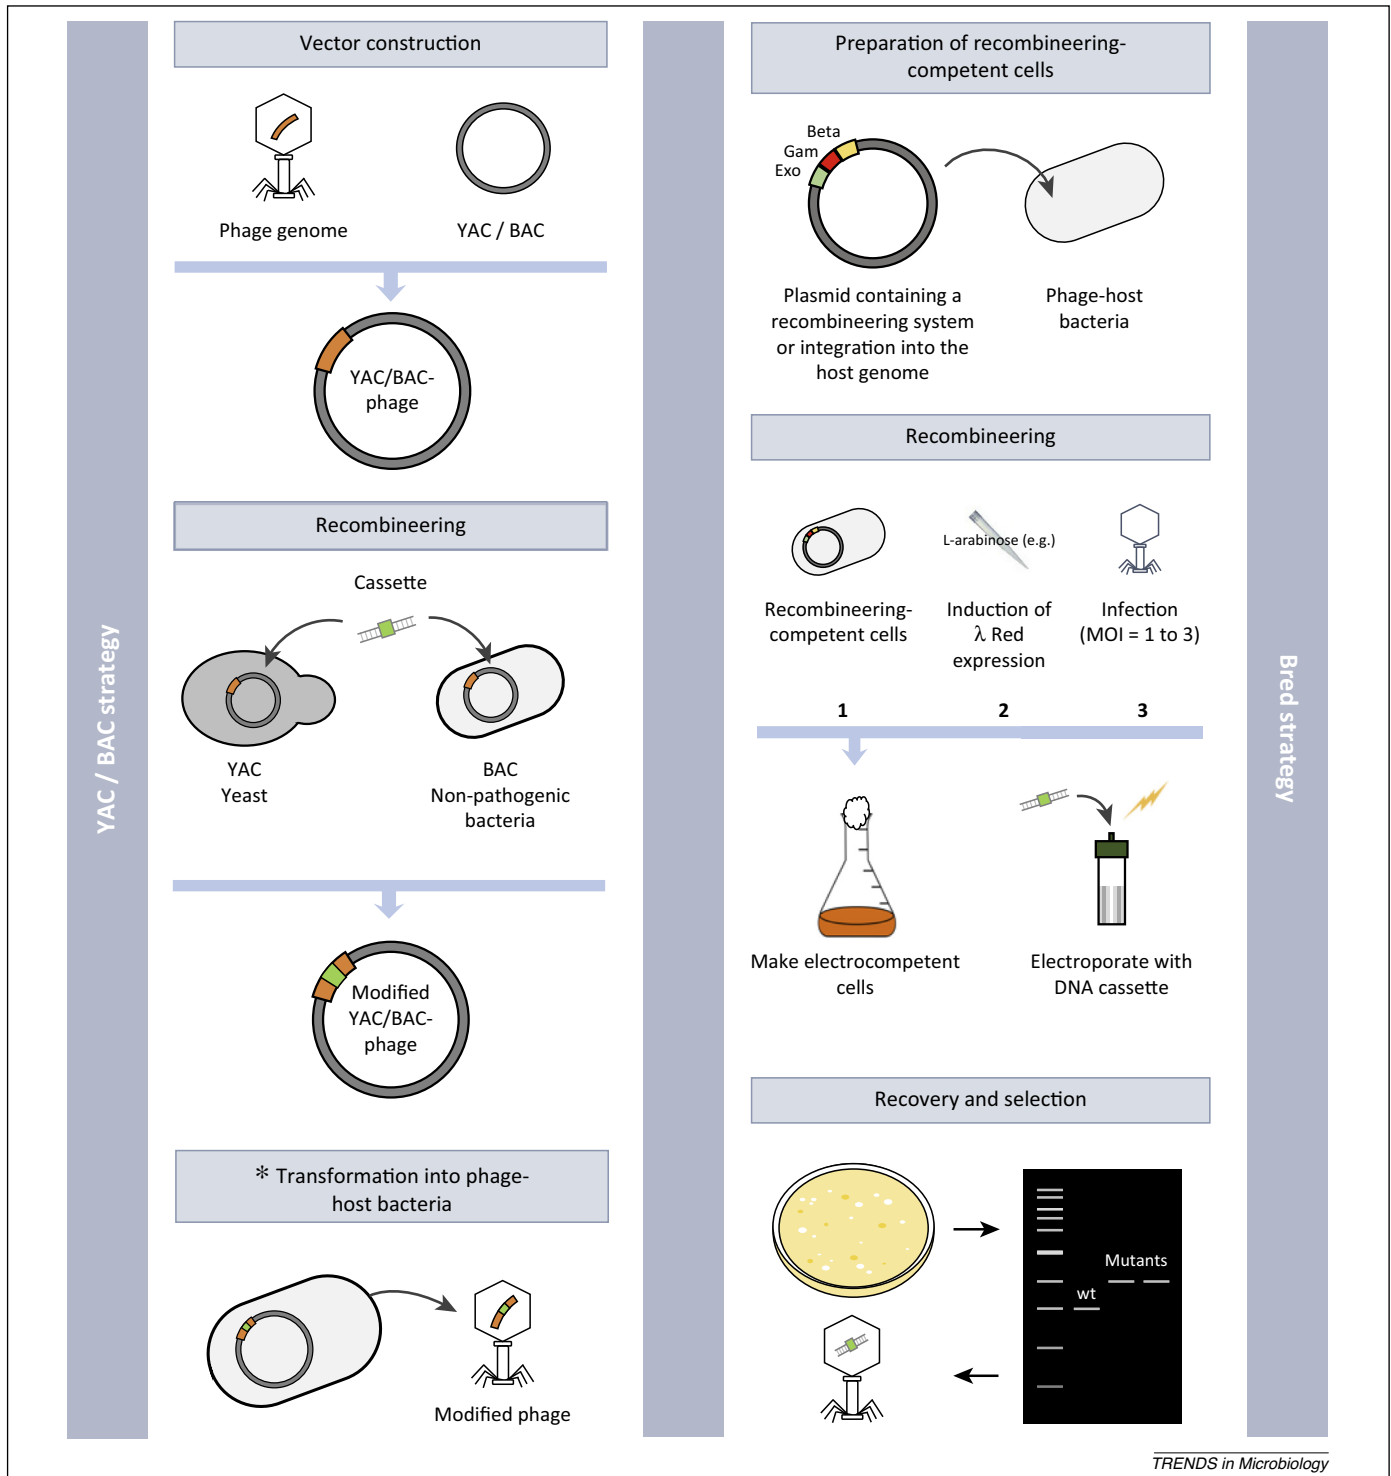 YAC / BAC strategy
Vector construction
Phage genome
YAC / BAC
YAC/BAC-
phage
Recombineering
Cassette
YAC
Yeast
BAC
Non-pathogenic
bacteria
Modified
YAC/BAC-
phage
* Transformation into phage-
host bacteria
Modified phage
Bred strategy
Preparation of recombineering-
competent cells
Beta
Gam
Exo
Plasmid containing a
recombineering system
or integration into the
host genome
Phage-host
bacteria
Recombineering
L-arabinose (e.g.)
Recombineering-
competent cells
Induction of
λ Red
expression
Infection
(MOI = 1 to 3)
1
2
3
Make electrocompetent
cells
Electroporate with
DNA cassette
Recovery and selection
Mutants
wt
TRENDS in Microbiology